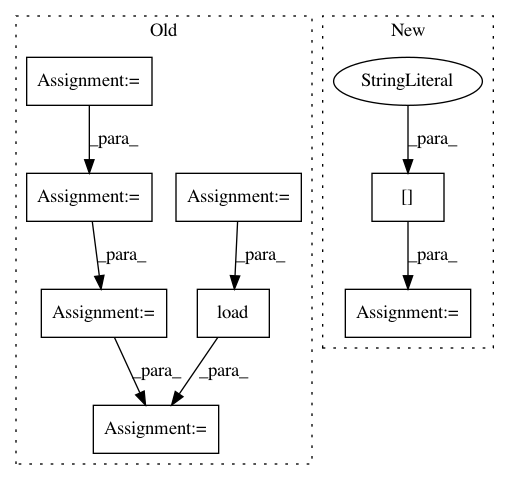 Old
New
Assignment:=
StringLiteral
_para_
_para_
Assignment:=
Assignment:=
[]
_para_
_para_
_para_
Assignment:=
load
Assignment:=
_para_
_para_
Assignment:=